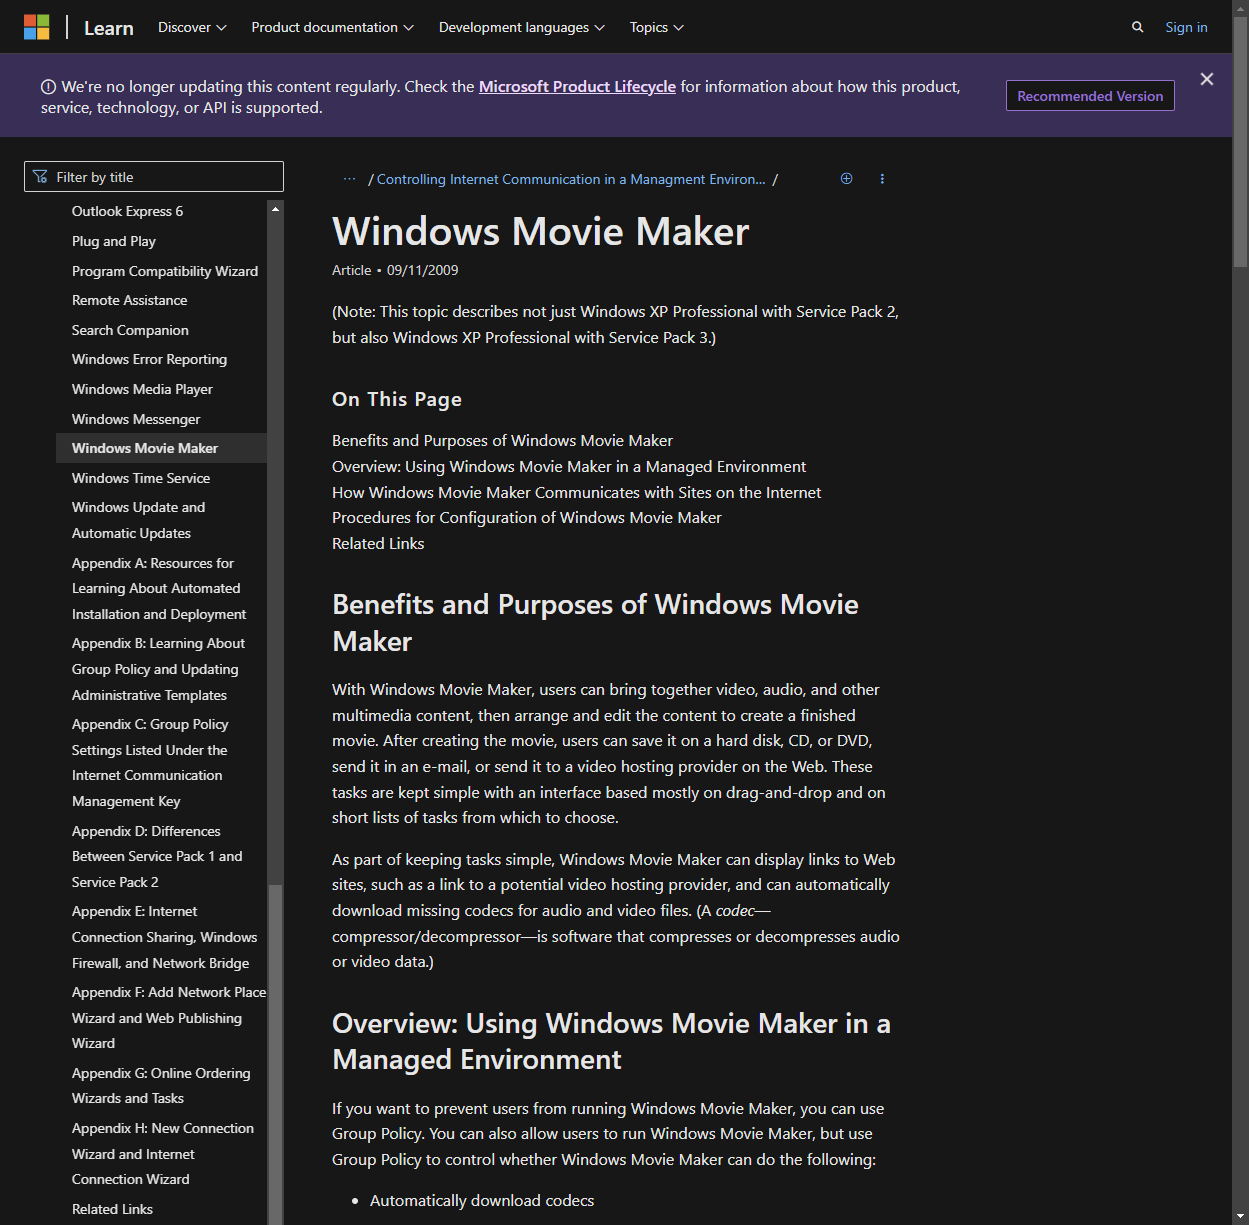 Learn
Discover
Product documentation
Development languages
Topics
Sign in
We're no longer updating this content regularly. Check the Microsoft Product Lifecycle for information about how this product,
service, technology, or API is supported.
Recommended Version
Filter by title
Outlook Express 6
Plug and Play
Program Compatibility Wizard
Remote Assistance
Search Companion
Windows Error Reporting
Windows Media Player
Windows Messenger
Windows Movie Maker
Windows Time Service
Windows Update and
Automatic Updates
Appendix A: Resources for
Learning About Automated
Installation and Deployment
Appendix B: Learning About
Group Policy and Updating
Administrative Templates
Appendix C: Group Policy
Settings Listed Under the
Internet Communication
Management Key
Appendix D: Differences
Between Service Pack 1 and
Service Pack 2
Appendix E: Internet
Connection Sharing, Windows
Firewall, and Network Bridge
Appendix F: Add Network Place
Wizard and Web Publishing
Wizard
Appendix G: Online Ordering
Wizards and Tasks
Appendix H: New Connection
Wizard and Internet
Connection Wizard
Related Links
··· / Controlling Internet Communication in a Managment Environ... /
Windows Movie Maker
Article • 09/11/2009
(Note: This topic describes not just Windows XP Professional with Service Pack 2,
but also Windows XP Professional with Service Pack 3.)
On This Page
Benefits and Purposes of Windows Movie Maker
Overview: Using Windows Movie Maker in a Managed Environment
How Windows Movie Maker Communicates with Sites on the Internet
Procedures for Configuration of Windows Movie Maker
Related Links
Benefits and Purposes of Windows Movie
Maker
With Windows Movie Maker, users can bring together video, audio, and other
multimedia content, then arrange and edit the content to create a finished
movie. After creating the movie, users can save it on a hard disk, CD, or DVD,
send it in an e-mail, or send it to a video hosting provider on the Web. These
tasks are kept simple with an interface based mostly on drag-and-drop and on
short lists of tasks from which to choose.
As part of keeping tasks simple, Windows Movie Maker can display links to Web
sites, such as a link to a potential video hosting provider, and can automatically
download missing codecs for audio and video files. (A codec—
compressor/decompressor—is software that compresses or decompresses audio
or video data.)
Overview: Using Windows Movie Maker in a
Managed Environment
If you want to prevent users from running Windows Movie Maker, you can use
Group Policy. You can also allow users to run Windows Movie Maker, but use
Group Policy to control whether Windows Movie Maker can do the following:
• Automatically download codecs